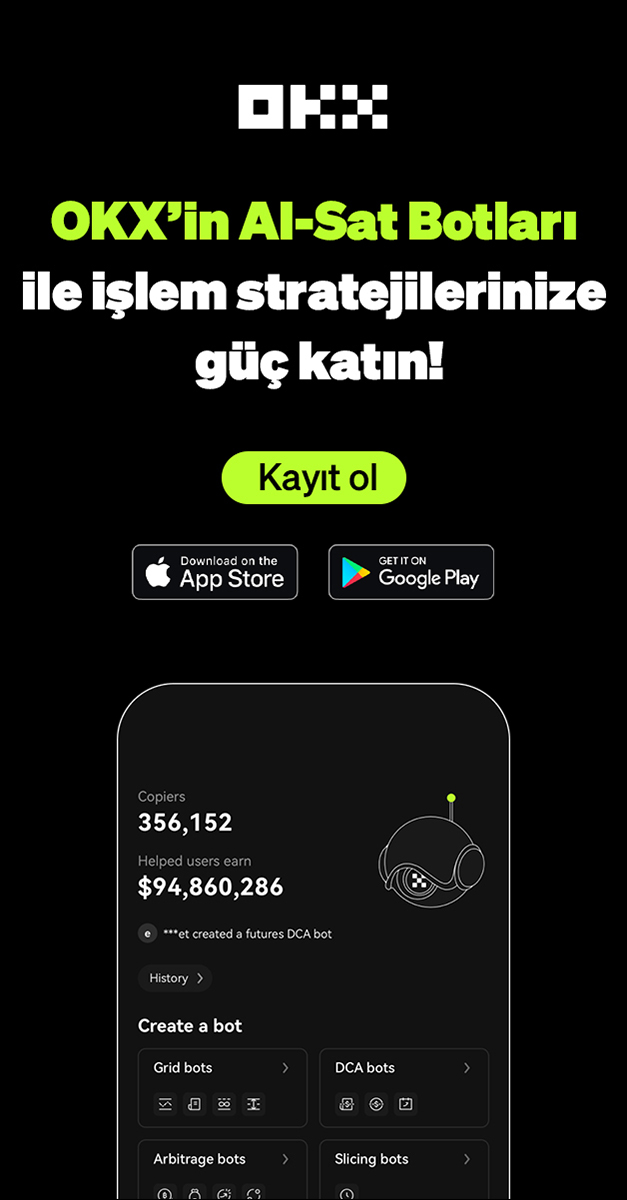 OKX
OKX'in Al-Sat Botları
ile işlem stratejilerinize
güç katın!
Kayıt ol
Download on the
App Store
GET IT ON
Google Play
Copiers
356,152
Helped users earn
$94,860,286
e ***et created a futures DCA bot
History
Create a bot
Grid bots
DCA bots
Arbitrage bots
Slicing bots